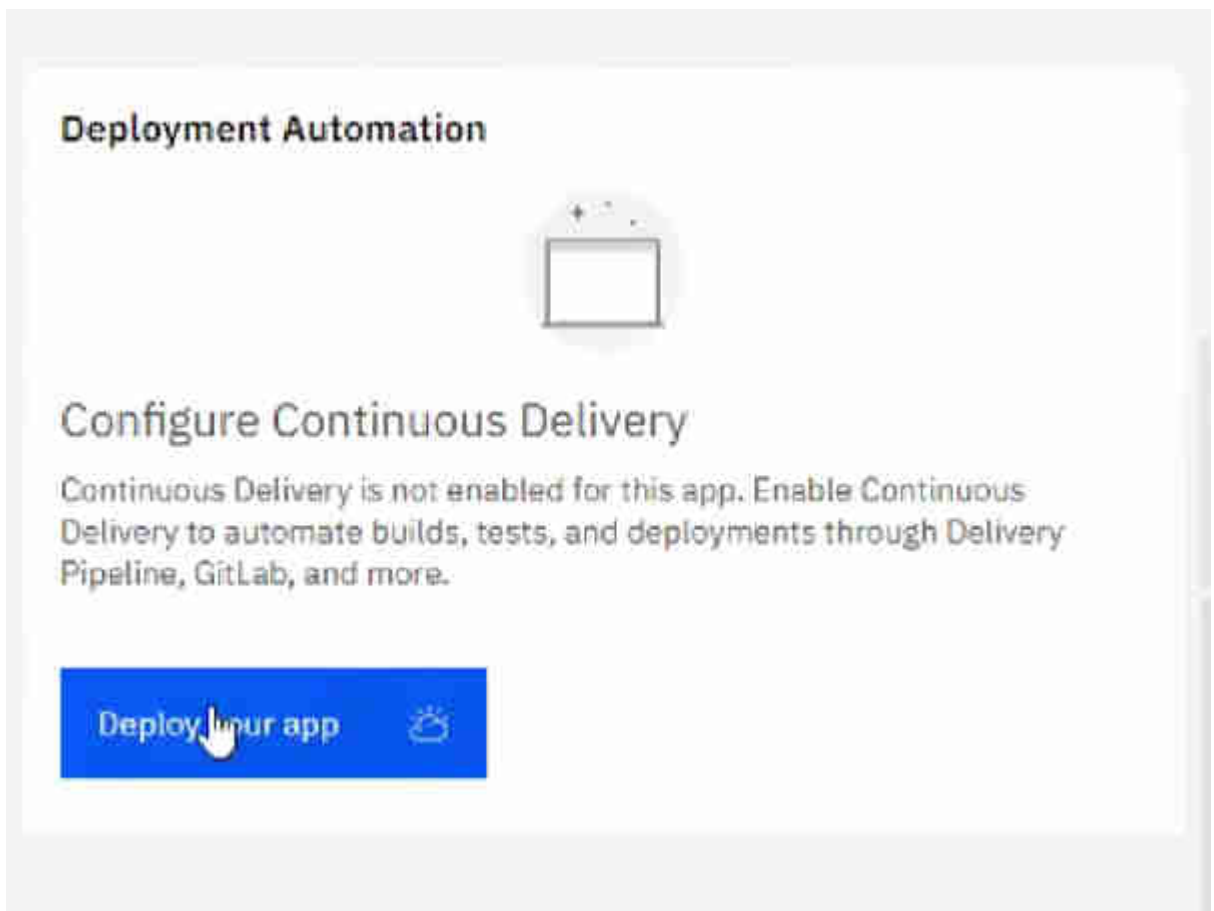 Deployment Automation
Configure Continuous Delivery
Continuous Delivery is not enabled for this app. Enable Continuous
Delivery to automate builds, tests, and deployments through Delivery
Pipeline, GitLab, and more.
Deploy your app